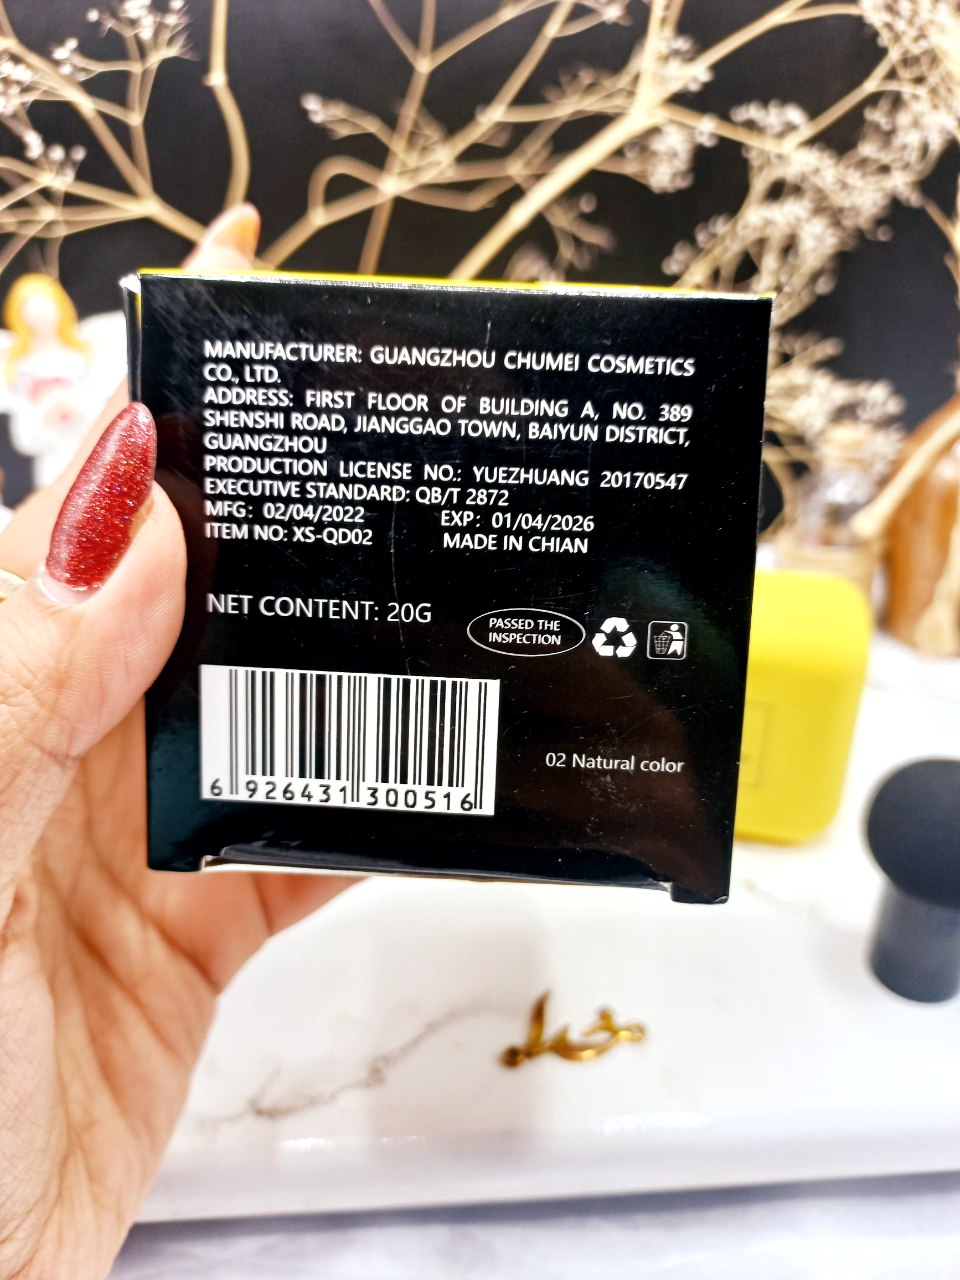 MANUFACTURER: GUANGZHOU CHUMEI COSMETICS
CO., LTD.
ADDRESS: FIRST FLOOR OF BUILDING A, NO. 389
SHENSHI ROAD, JIANGGAO TOWN, BAIYUN DISTRICT,
GUANGZHOU
PRODUCTION LICENSE NO.: YUEZHUANG 20170547
EXECUTIVE STANDARD: QB/T 2872
MFG: 02/04/2022 EXP: 01/04/2026
ITEM NO: XS-QD02 MADE IN CHIAN
NET CONTENT: 20G
PASSED THE
INSPECTION
02 Natural color
6 926431 300516